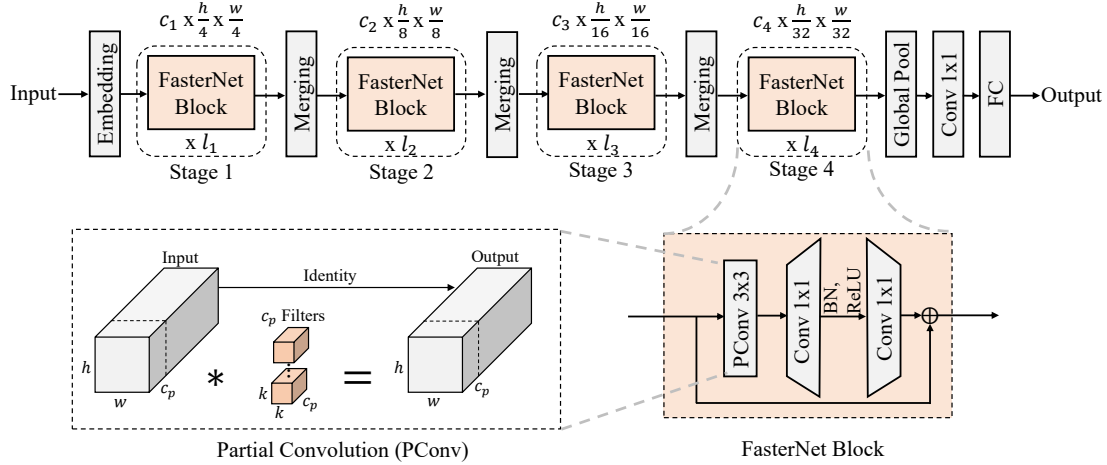 c₁ x h/4 x w/4
c₂ x h/8 x w/8
c₃ x h/16 x w/16
c₄ x h/32 x w/32
Input
Embedding
FasterNet
Block
x l₁
Stage 1
Merging
FasterNet
Block
x l₂
Stage 2
Merging
FasterNet
Block
x l₃
Stage 3
Merging
FasterNet
Block
x l₄
Stage 4
Global Pool
Conv 1x1
FC
Output
Input
Identity
Output
cₚ Filters
h
w
cₚ
*
k
k
cₚ
=
h
w
cₚ
Partial Convolution (PConv)
PConv 3x3
Conv 1x1
BN,
ReLU
Conv 1x1
FasterNet Block